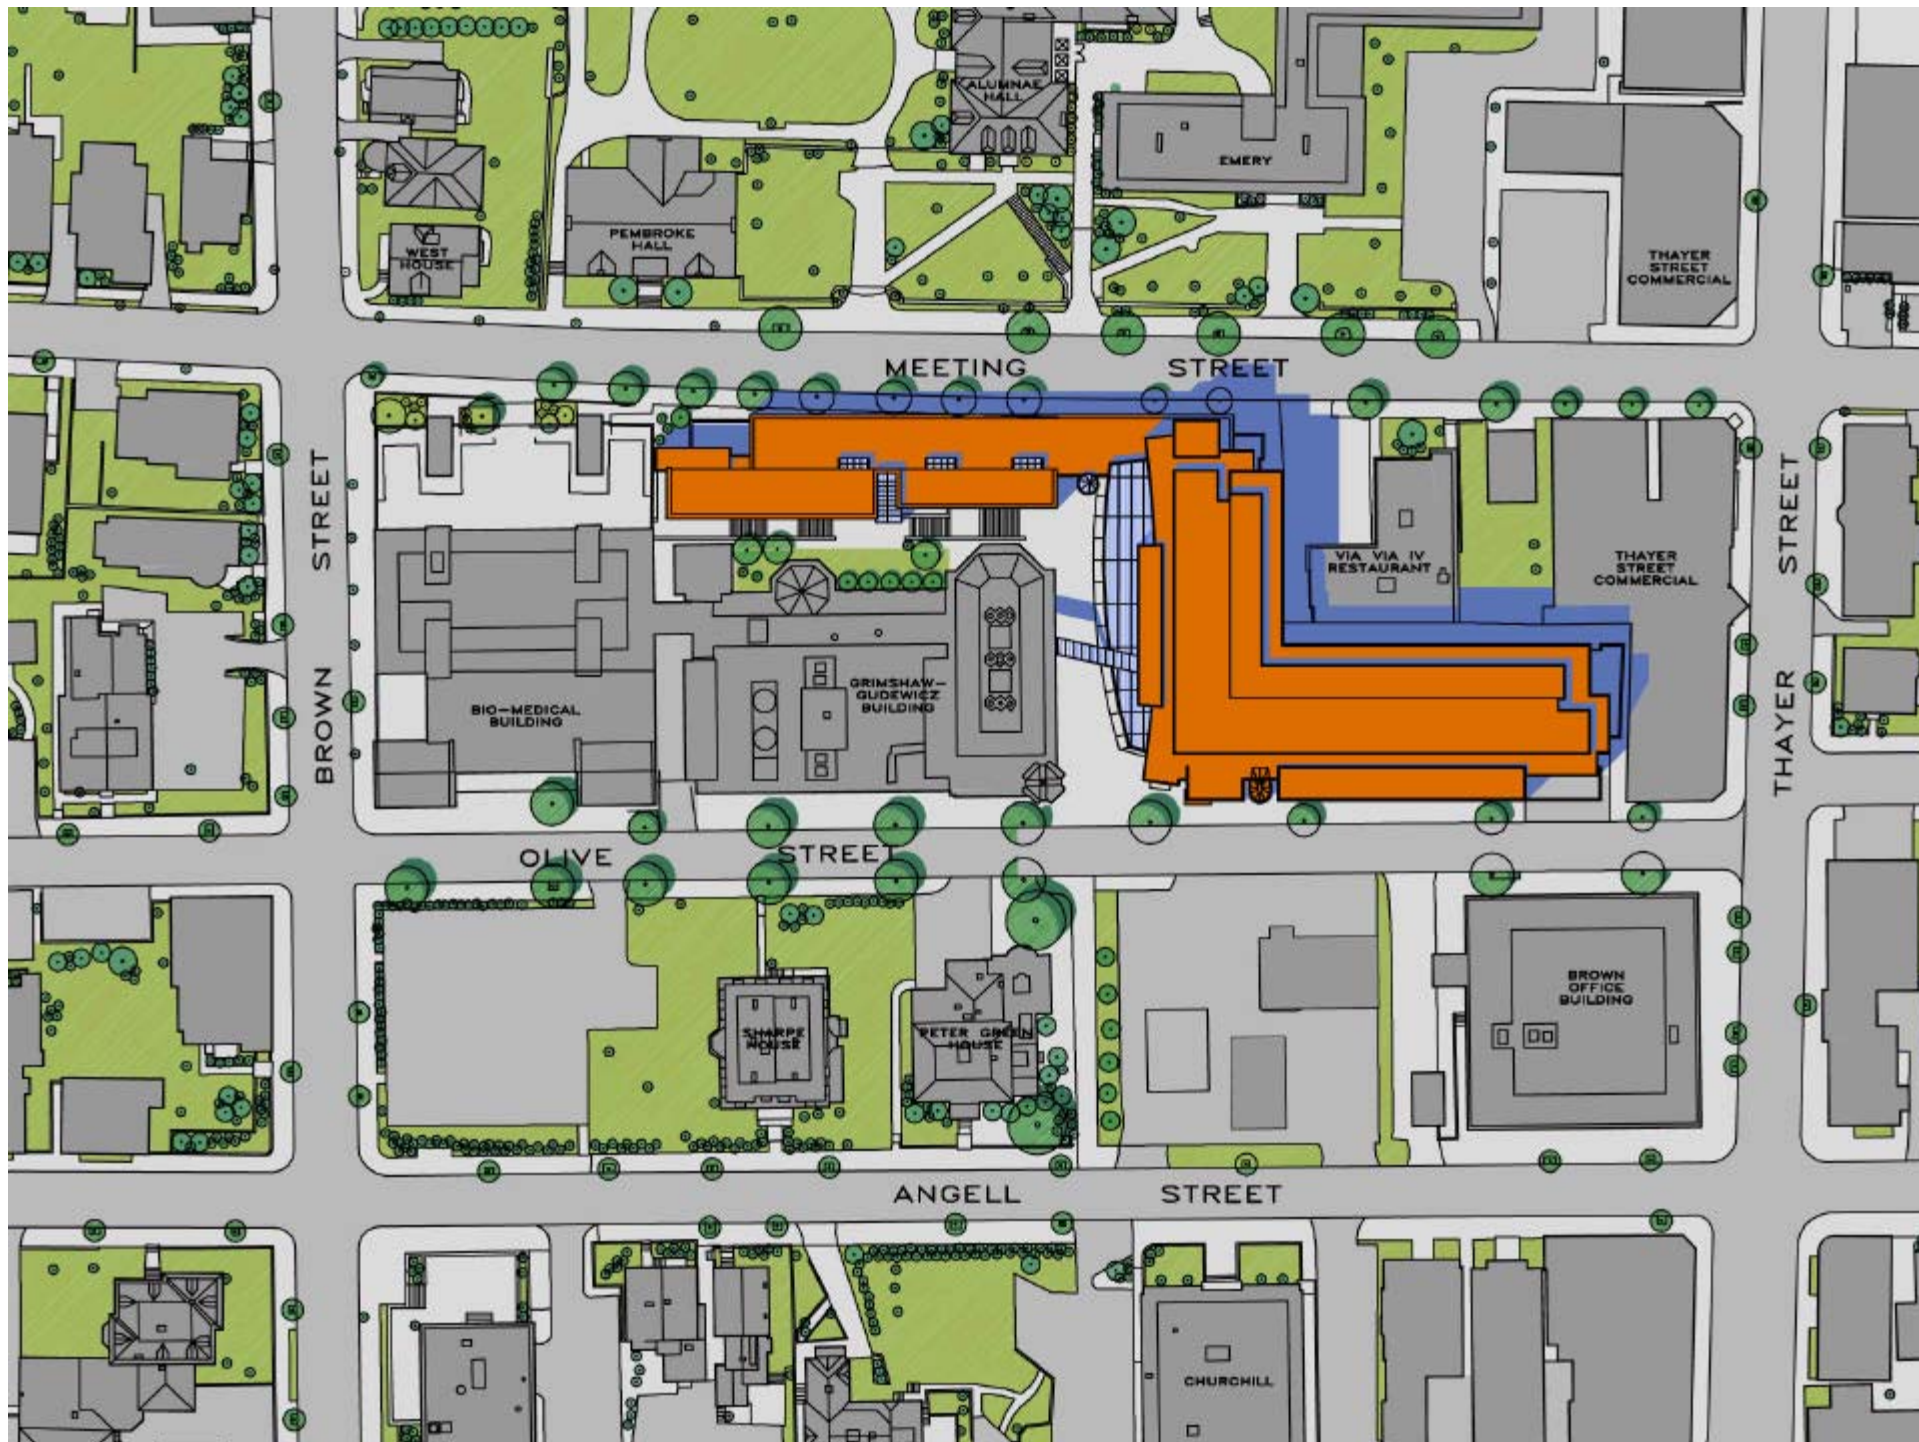 ALUMNAE
HALL
EMERY
PEMBROKE
HALL
WEST
HOUSE
THAYER
STREET
COMMERCIAL
MEETING STREET
BROWN STREET
THAYER STREET
VIA VIA IV
RESTAURANT
THAYER
STREET
COMMERCIAL
BIO-MEDICAL
BUILDING
GRIMSHAW-
GUDEWICZ
BUILDING
OLIVE STREET
SHARPE
HOUSE
PETER GREEN
HOUSE
BROWN
OFFICE
BUILDING
ANGELL STREET
CHURCHILL